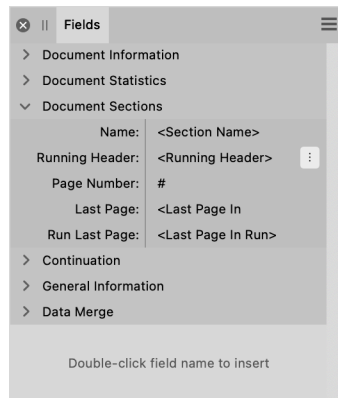 Fields
Document Information
Document Statistics
Document Sections
Name: <Section Name>
Running Header: <Running Header>
Page Number: #
Last Page: <Last Page In
Run Last Page: <Last Page In Run>
Continuation
General Information
Data Merge
Double-click field name to insert